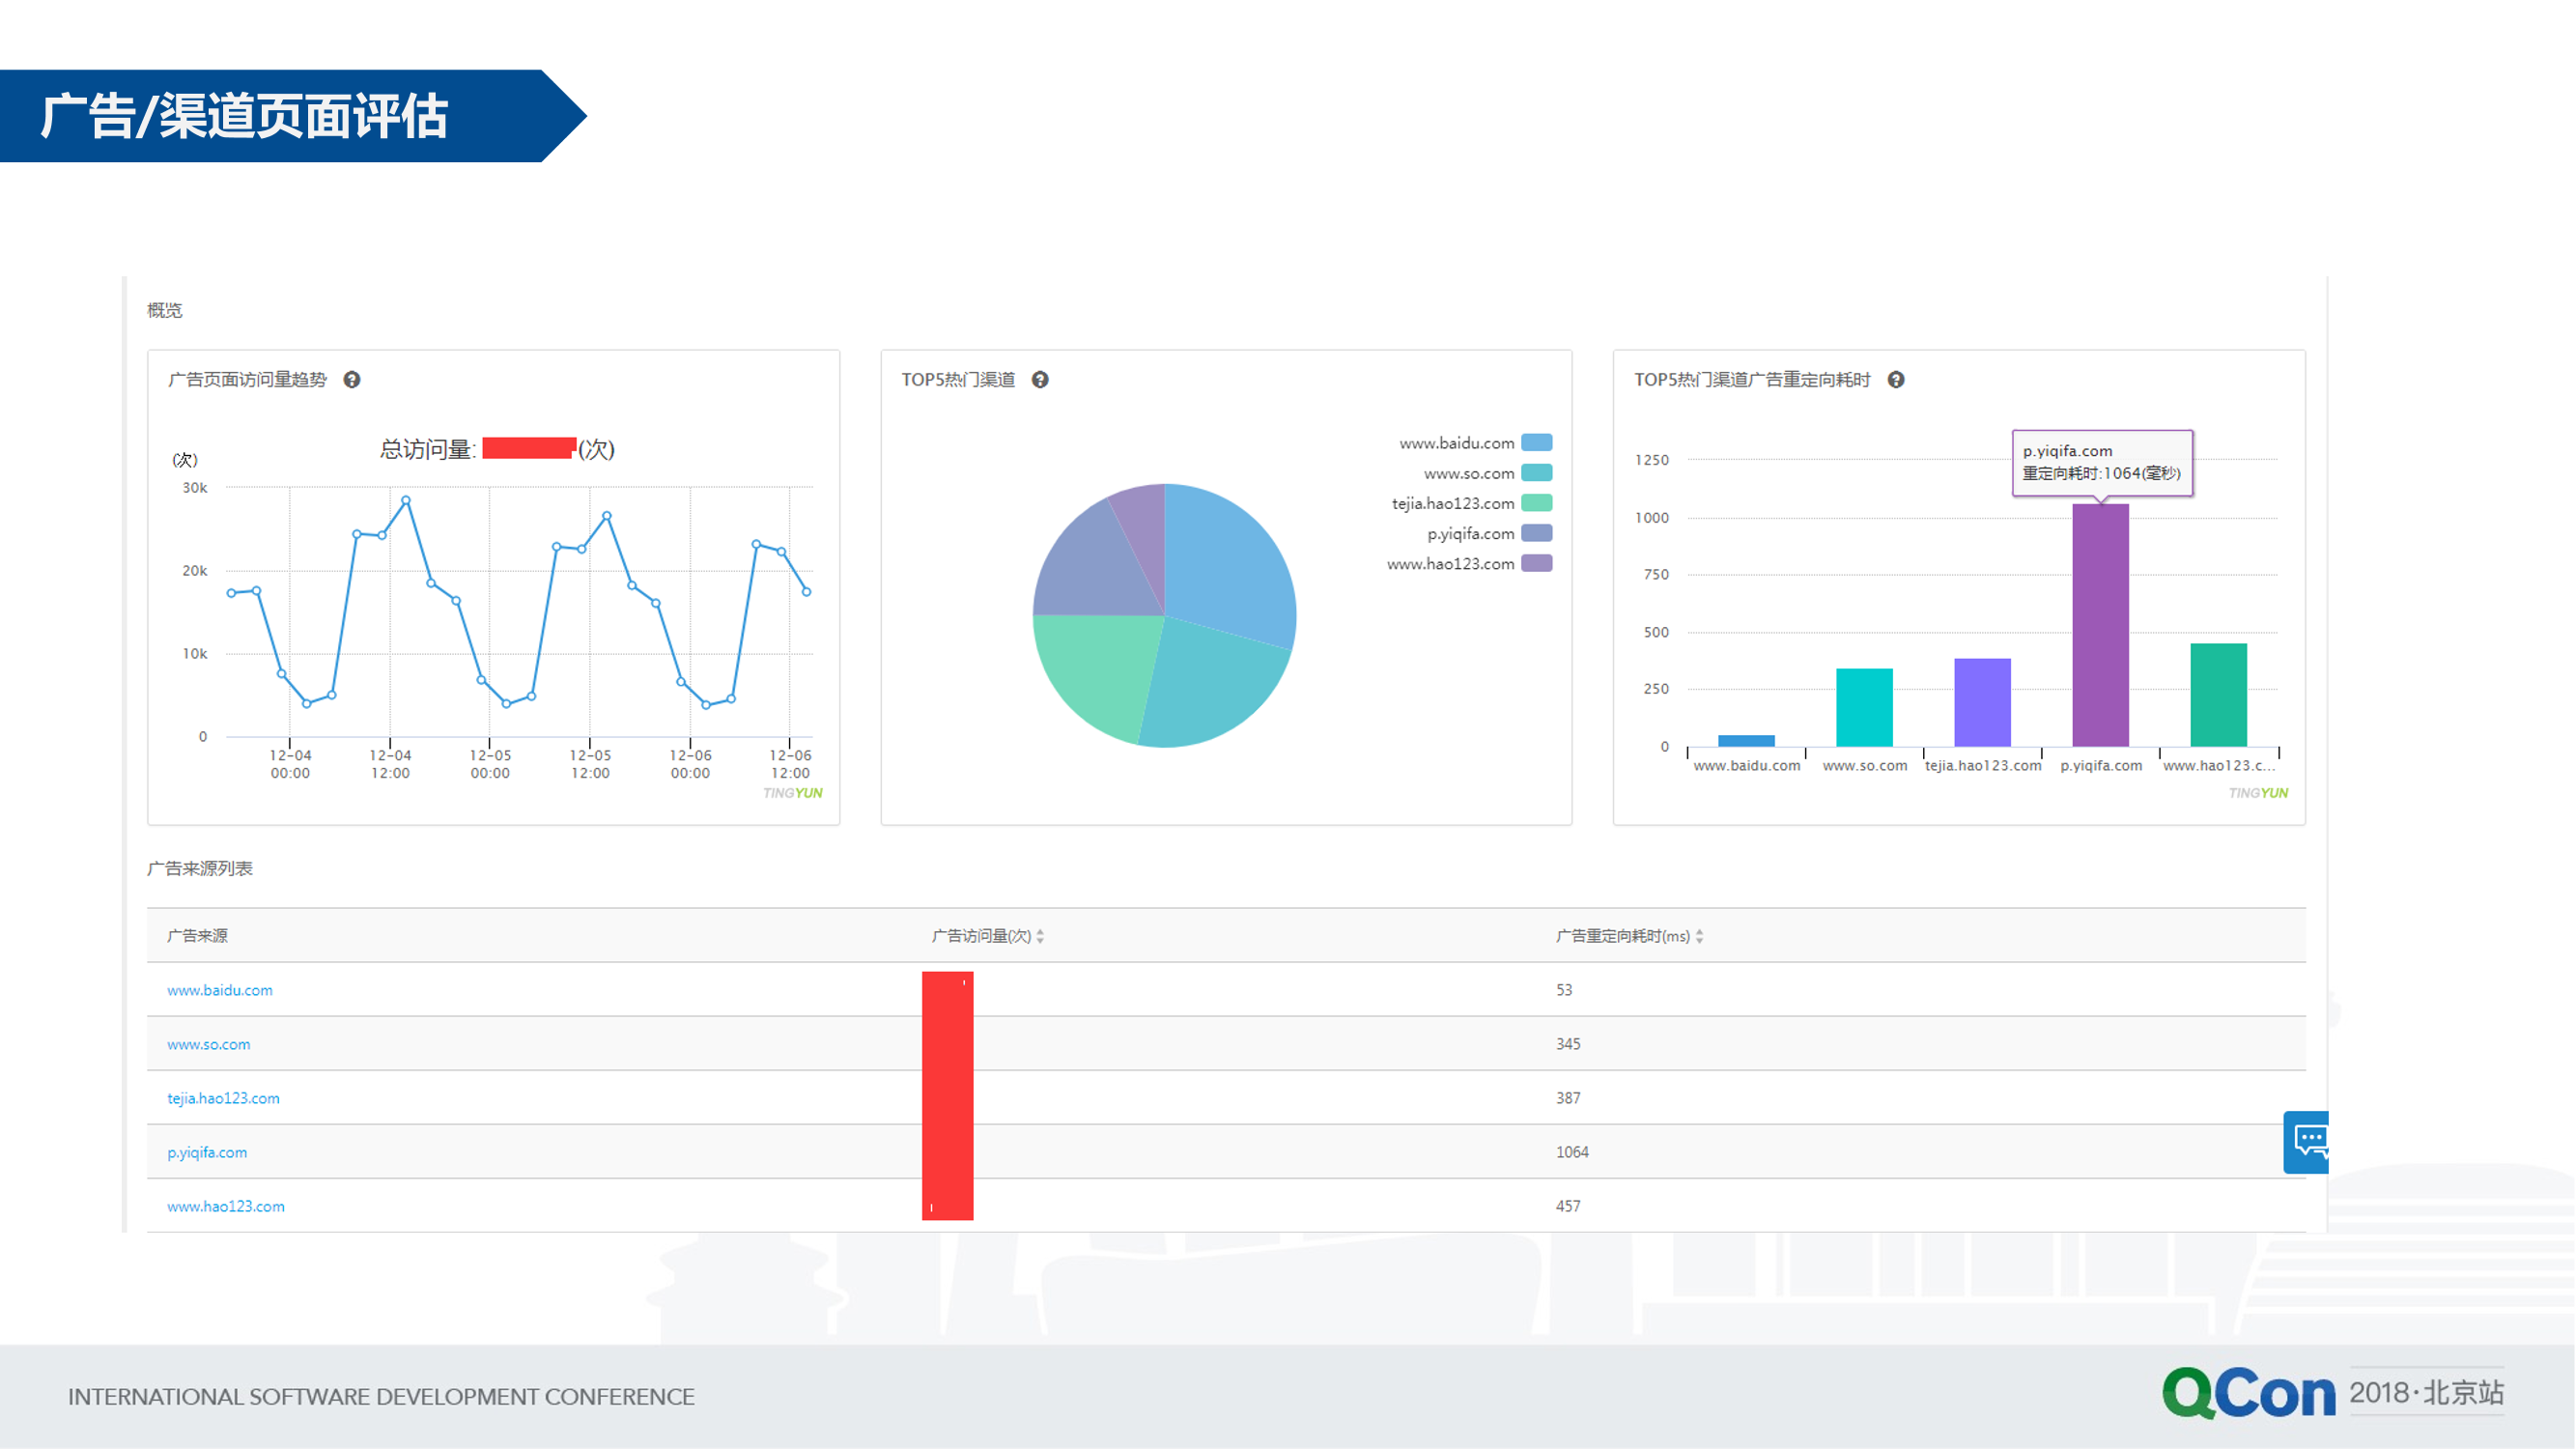 广告/渠道页面评估
概览
广告页面访问量趋势 ?
总访问量: (次)
(次)
30k
20k
10k
0
12-04 00:00
12-04 12:00
12-05 00:00
12-05 12:00
12-06 00:00
12-06 12:00
TINGYUN
TOP5热门渠道 ?
www.baidu.com
www.so.com
tejia.hao123.com
p.yiqifa.com
www.hao123.com
TOP5热门渠道广告重定向耗时 ?
p.yiqifa.com
重定向耗时:1064(毫秒)
1250
1000
750
500
250
0
www.baidu.com
www.so.com
tejia.hao123.com
p.yiqifa.com
www.hao123.c...
TINGYUN
广告来源列表
广告来源 广告访问量(次) 广告重定向耗时(ms)
www.baidu.com 53
www.so.com 345
tejia.hao123.com 387
p.yiqifa.com 1064
www.hao123.com 457
INTERNATIONAL SOFTWARE DEVELOPMENT CONFERENCE
QCon 2018·北京站